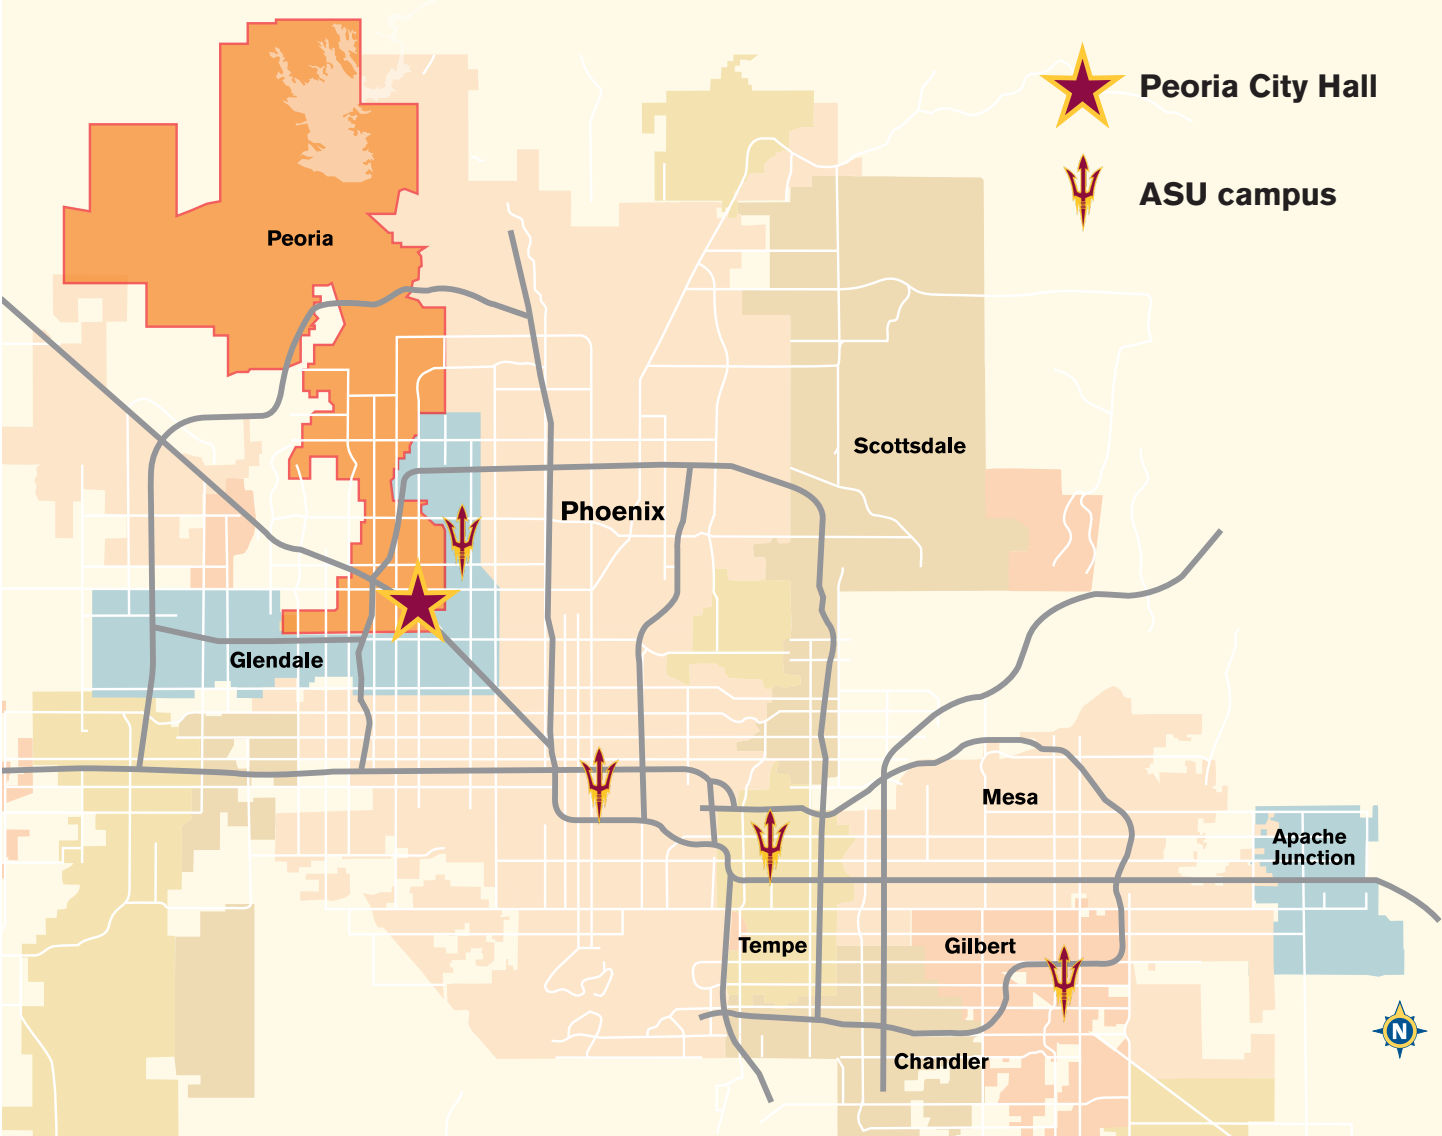 Peoria City Hall
ASU campus
Peoria
Scottsdale
Phoenix
Glendale
Mesa
Apache
Junction
Tempe
Gilbert
N
Chandler